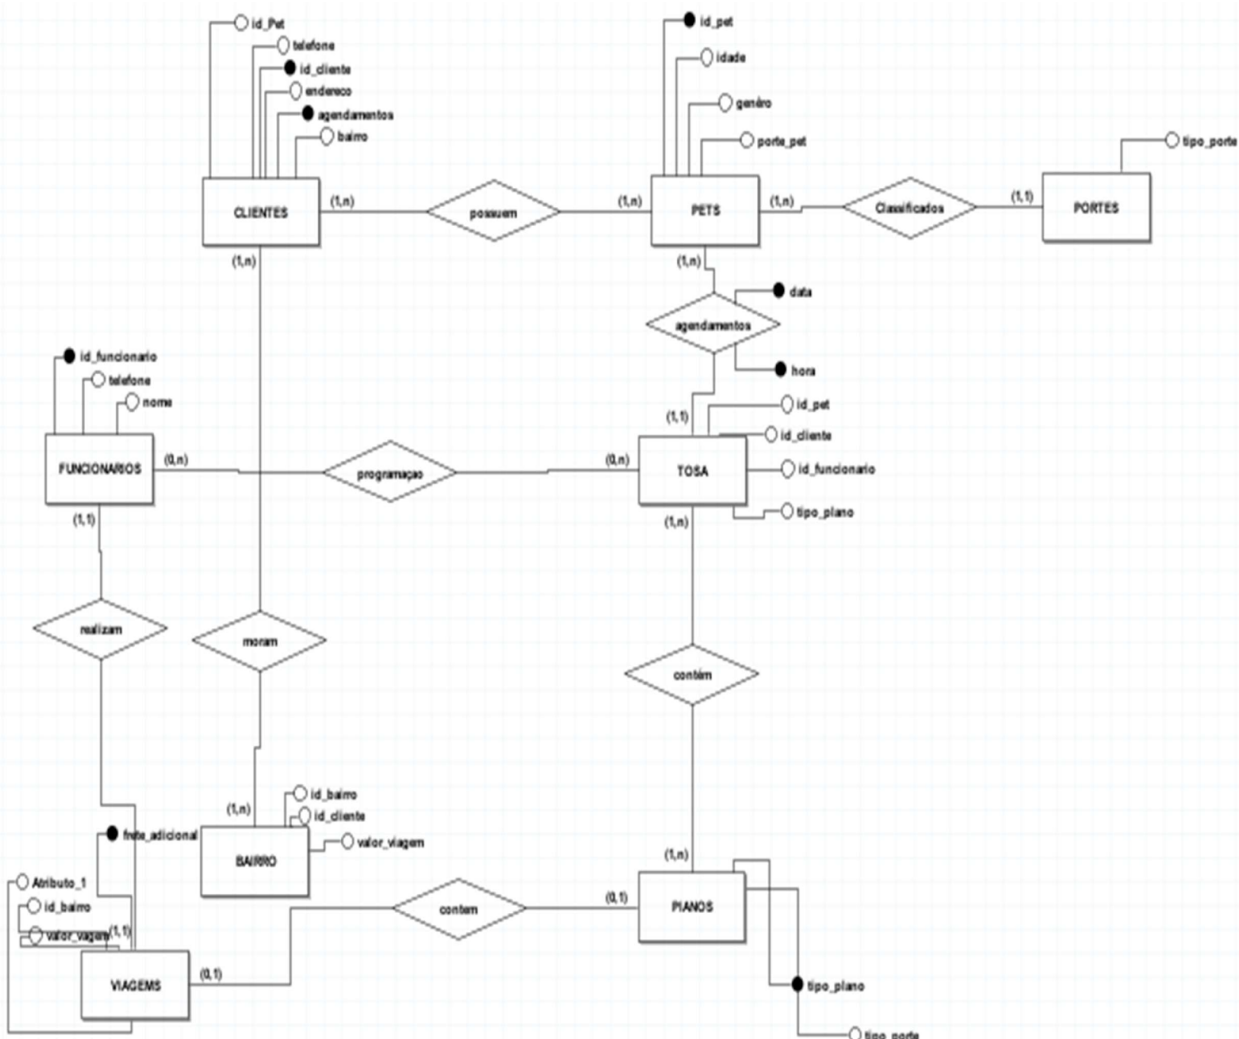 id_Pet
telefone
id_cliente
endereco
agendamentos
bairro
CLIENTES
(1,n)
possuem
(1,n)
id_pet
idade
genêro
porte_pet
PETS
(1,n)
Classificados
(1,1)
tipo_porte
PORTES
(1,n)
(1,n)
agendamentos
data
hora
id_funcionario
telefone
nome
FUNCIONARIOS
(0,n)
programaçao
(0,n)
(1,1)
id_pet
id_cliente
id_funcionario
tipo_plano
TOSA
(1,1)
(1,n)
realizam
moram
contém
(1,n)
id_bairro
id_cliente
valor_viagem
BAIRRO
frete_adicional
Atributo_1
id_bairro
valor_vagem
(1,1)
VIAGEMS
(0,1)
contem
(0,1)
(1,n)
PIANOS
tipo_plano
tipo_porte